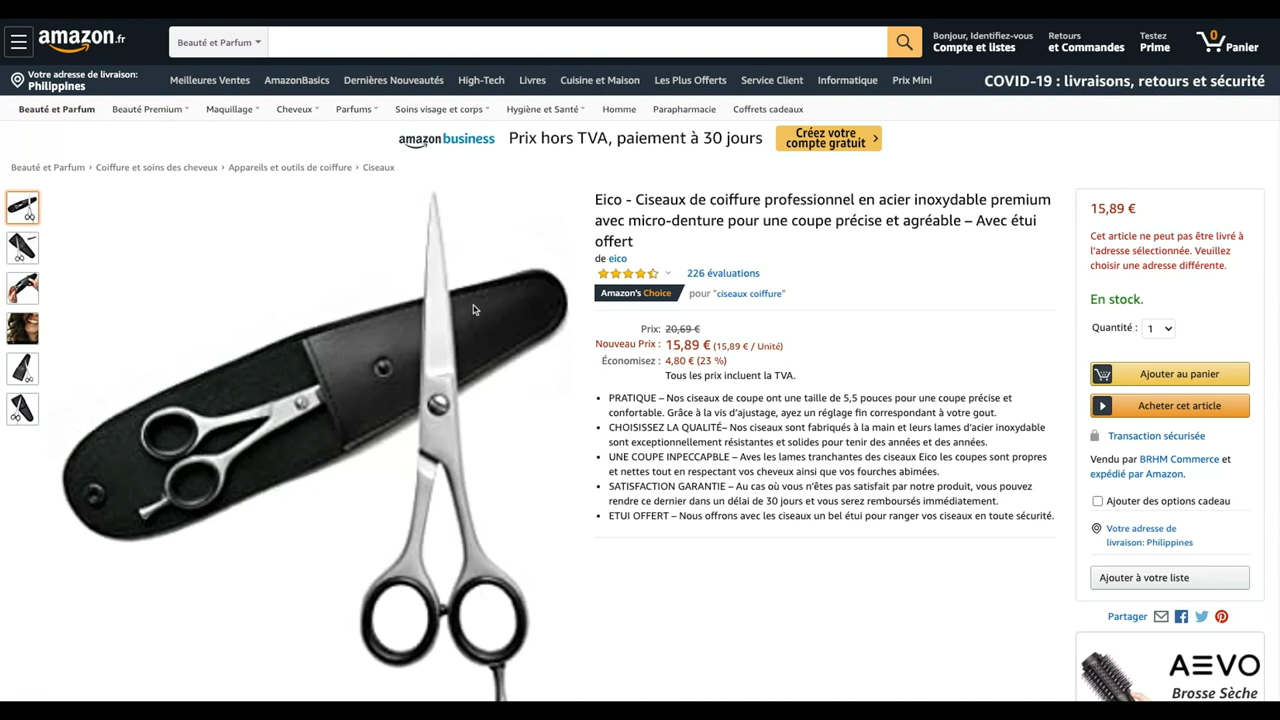 amazon.fr
Beauté et Parfum
Bonjour, Identifiez-vous
Compte et listes
Retours
et Commandes
Testez
Prime
0
Panier
Votre adresse de livraison:
Philippines
Meilleures Ventes
AmazonBasics
Dernières Nouveautés
High-Tech
Livres
Cuisine et Maison
Les Plus Offerts
Service Client
Informatique
Prix Mini
COVID-19 : livraisons, retours et sécurité
Beauté et Parfum
Beauté Premium
Maquillage
Cheveux
Parfums
Soins visage et corps
Hygiène et Santé
Homme
Parapharmacie
Coffrets cadeaux
amazon business
Prix hors TVA, paiement à 30 jours
Créez votre
compte gratuit
Beauté et Parfum › Coiffure et soins des cheveux › Appareils et outils de coiffure › Ciseaux
Eico - Ciseaux de coiffure professionnel en acier inoxydable premium
avec micro-denture pour une coupe précise et agréable – Avec étui
offert
de eico
226 évaluations
Amazon's Choice
pour "ciseaux coiffure"
Prix: 20,69 €
Nouveau Prix : 15,89 € (15,89 € / Unité)
Économisez : 4,80 € (23 %)
Tous les prix incluent la TVA.
• PRATIQUE – Nos ciseaux de coupe ont une taille de 5,5 pouces pour une coupe précise et
confortable. Grâce à la vis d'ajustage, ayez un réglage fin correspondant à votre gout.
• CHOISISSEZ LA QUALITÉ– Nos ciseaux sont fabriqués à la main et leurs lames d'acier inoxydable
sont exceptionnellement résistants et solides pour tenir des années et des années.
• UNE COUPE INPECCABLE – Aves les lames tranchantes des ciseaux Eico les coupes sont propres
et nettes tout en respectant vos cheveux ainsi que vos fourches abimées.
• SATISFACTION GARANTIE – Au cas où vous n'êtes pas satisfait par notre produit, vous pouvez
rendre ce dernier dans un délai de 30 jours et vous serez remboursés immédiatement.
• ETUI OFFERT – Nous offrons avec les ciseaux un bel étui pour ranger vos ciseaux en toute sécurité.
15,89 €
Cet article ne peut pas être livré à
l'adresse sélectionnée. Veuillez
choisir une adresse différente.
En stock.
Quantité : 1
Ajouter au panier
Acheter cet article
Transaction sécurisée
Vendu par BRHM Commerce et
expédié par Amazon.
Ajouter des options cadeau
Votre adresse de
livraison: Philippines
Ajouter à votre liste
Partager
AEVO
Brosse Sèche